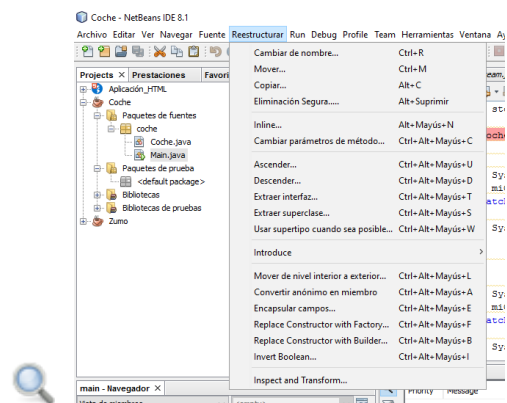 Coche - NetBeans IDE 8.1
Archivo Editar Ver Navegar Fuente Reestructurar Run Debug Profile Team Herramientas Ventana
Projects × Prestaciones Favori
Aplicación_HTML
Coche
Paquetes de fuentes
coche
Coche.java
Main.java
Paquetes de prueba
<default package>
Bibliotecas
Bibliotecas de pruebas
Zumo
Cambiar de nombre... Ctrl+R
Mover... Ctrl+M
Copiar... Alt+C
Eliminación Segura..... Alt+Suprimir
Inline... Alt+Mayús+N
Cambiar parámetros de método... Ctrl+Alt+Mayús+C
Ascender... Ctrl+Alt+Mayús+U
Descender... Ctrl+Alt+Mayús+D
Extraer interfaz... Ctrl+Alt+Mayús+T
Extraer superclase... Ctrl+Alt+Mayús+S
Usar supertipo cuando sea posible... Ctrl+Alt+Mayús+W
Introduce >
Mover de nivel interior a exterior... Ctrl+Alt+Mayús+L
Convertir anónimo en miembro Ctrl+Alt+Mayús+A
Encapsular campos... Ctrl+Alt+Mayús+E
Replace Constructor with Factory... Ctrl+Alt+Mayús+F
Replace Constructor with Builder... Ctrl+Alt+Mayús+B
Invert Boolean... Ctrl+Alt+Mayús+I
Inspect and Transform...
main - Navegador ×
Priority Message